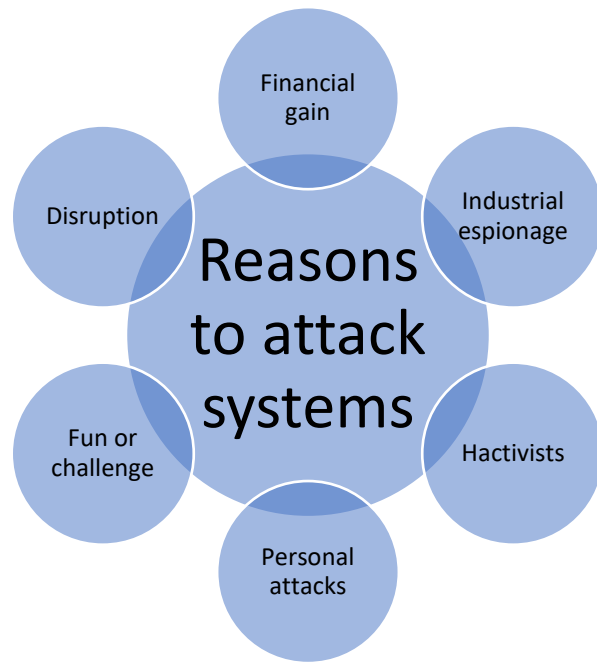 Financial
gain
Industrial
espionage
Hactivists
Personal
attacks
Fun or
challenge
Disruption
Reasons
to attack
systems